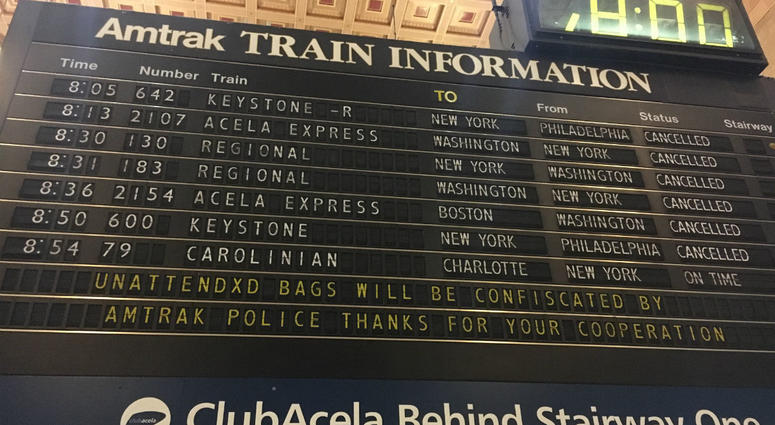 8:00
Amtrak TRAIN INFORMATION
Time Number Train TO From Status Stairway
8:05 642 KEYSTONE -R NEW YORK PHILADELPHIA CANCELLED
8:13 2107 ACELA EXPRESS WASHINGTON NEW YORK CANCELLED
8:30 130 REGIONAL NEW YORK WASHINGTON CANCELLED
8:31 183 REGIONAL WASHINGTON NEW YORK CANCELLED
8:36 2154 ACELA EXPRESS BOSTON WASHINGTON CANCELLED
8:50 600 KEYSTONE NEW YORK PHILADELPHIA CANCELLED
8:54 79 CAROLINIAN CHARLOTTE NEW YORK ON TIME
UNATTENDXD BAGS WILL BE CONFISCATED BY
AMTRAK POLICE THANKS FOR YOUR COOPERATION
clubacela ClubAcela Behind Stairway One